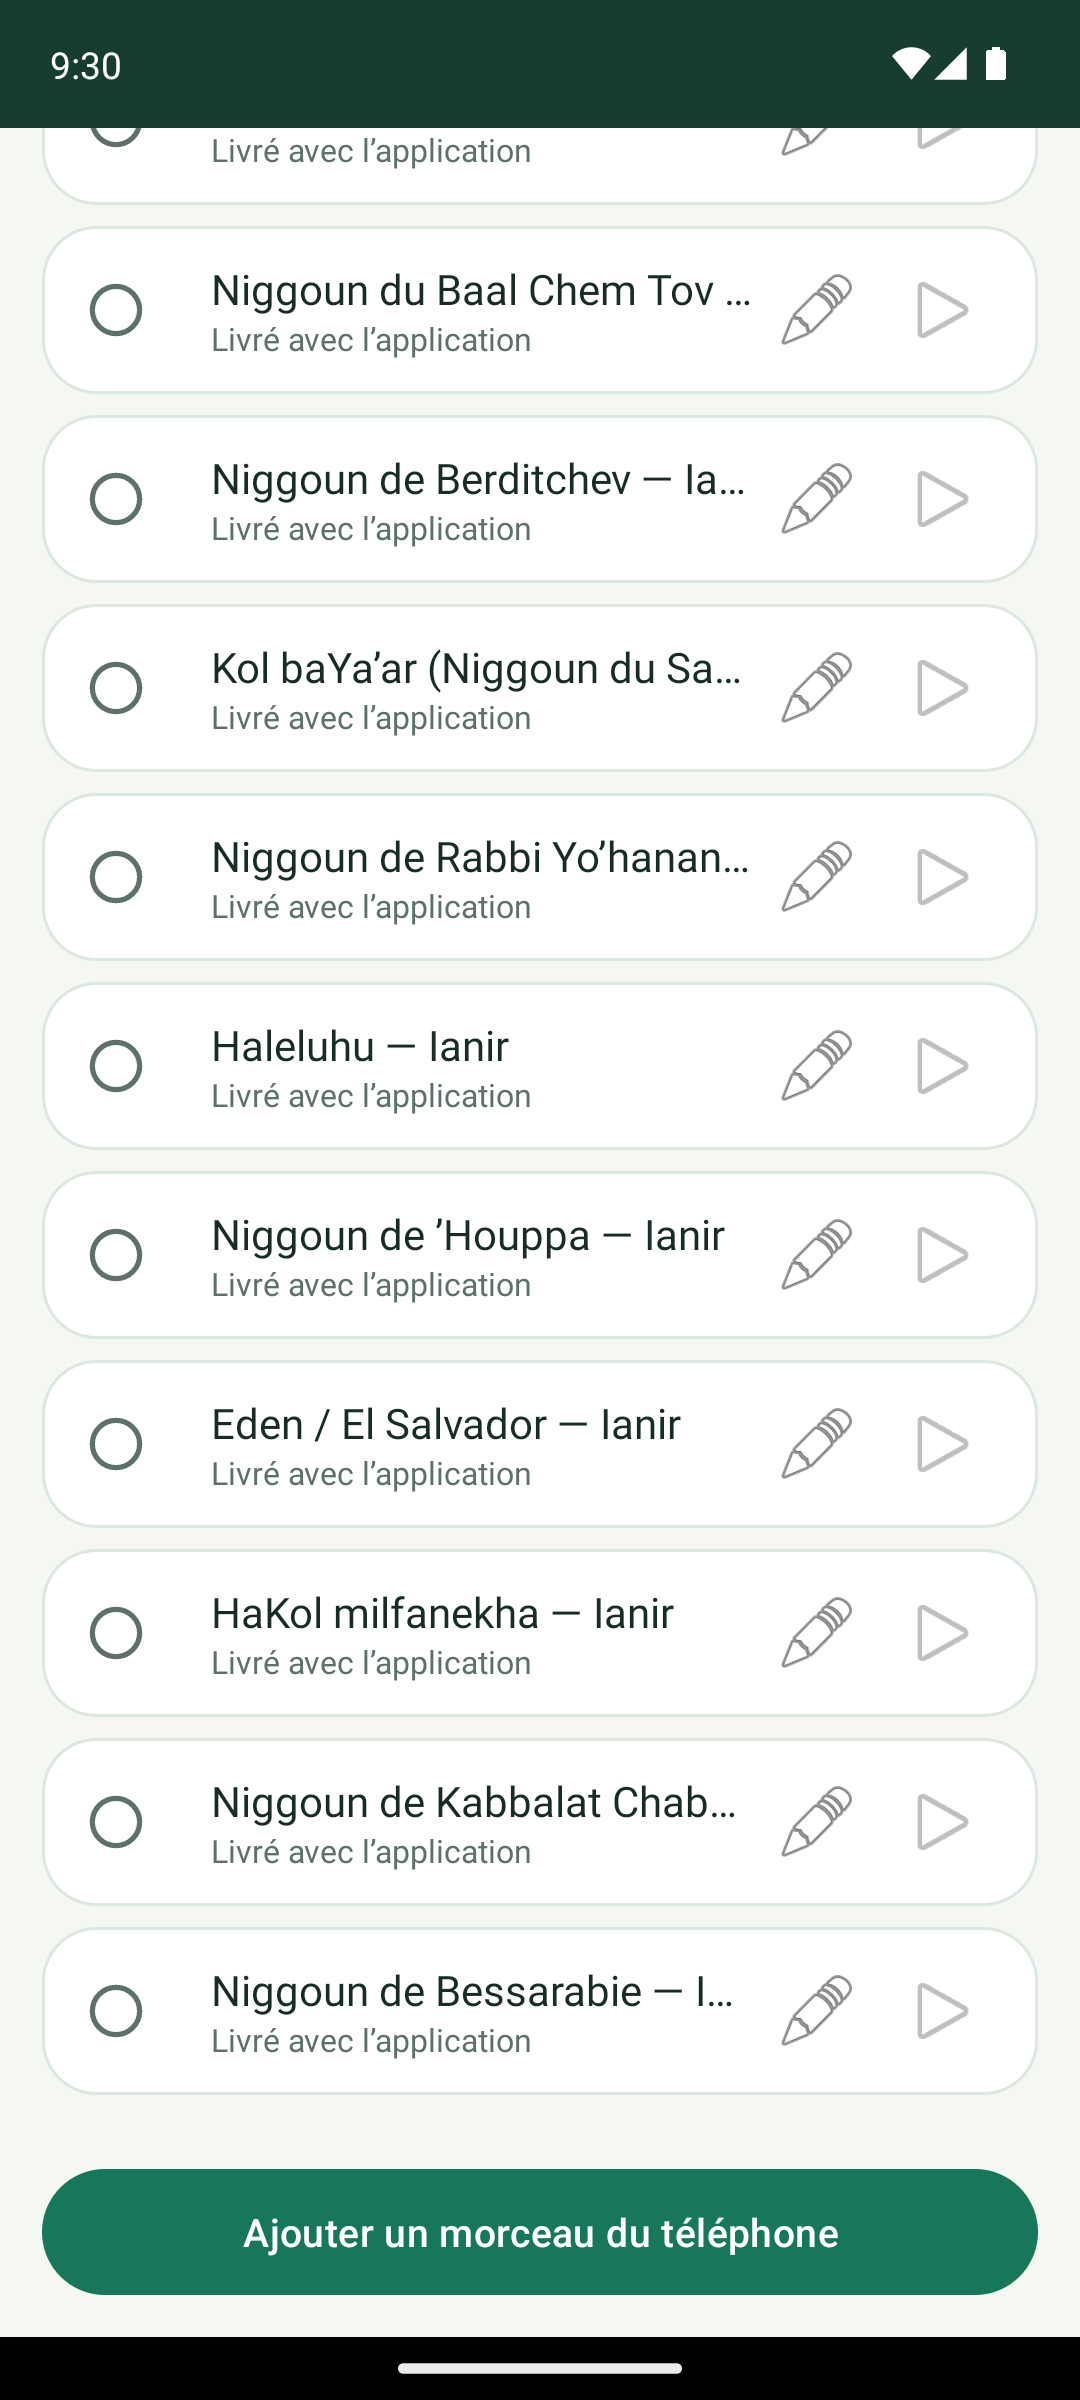 9:30
Livré avec l’application
Niggoun du Baal Chem Tov …
Livré avec l’application
Niggoun de Berditchev — Ia…
Livré avec l’application
Kol baYa’ar (Niggoun du Sa…
Livré avec l’application
Niggoun de Rabbi Yo’hanan…
Livré avec l’application
Haleluhu — Ianir
Livré avec l’application
Niggoun de ’Houppa — Ianir
Livré avec l’application
Eden / El Salvador — Ianir
Livré avec l’application
HaKol milfanekha — Ianir
Livré avec l’application
Niggoun de Kabbalat Chab…
Livré avec l’application
Niggoun de Bessarabie — I…
Livré avec l’application
Ajouter un morceau du téléphone